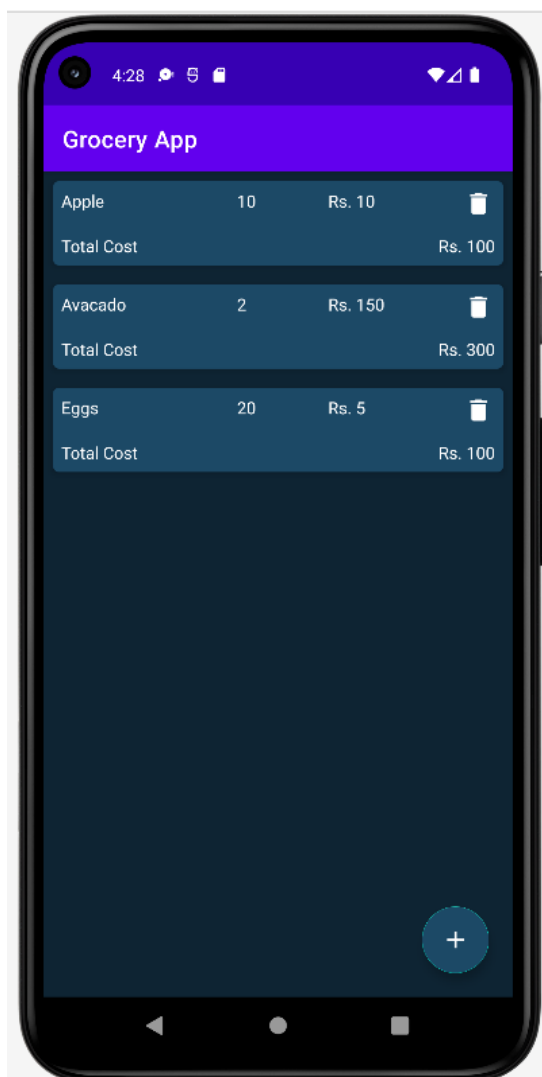 4:28
Grocery App
Apple 10 Rs. 10
Total Cost Rs. 100
Avacado 2 Rs. 150
Total Cost Rs. 300
Eggs 20 Rs. 5
Total Cost Rs. 100
+